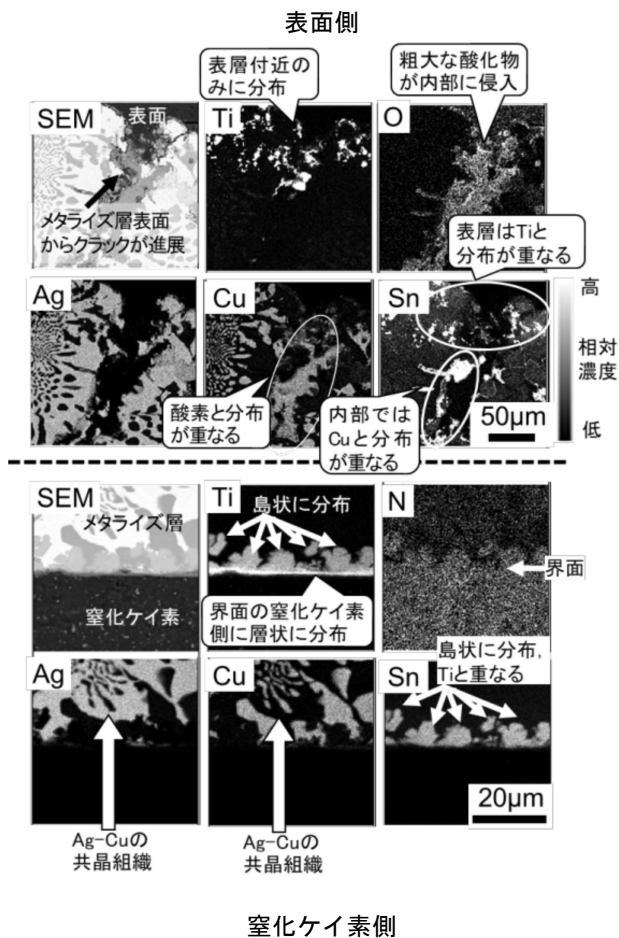 表面側
表層付近の
みに分布
粗大な酸化物
が内部に侵入
SEM
表面
Ti
O
メタライズ層表面
からクラックが進展
表層はTiと
分布が重なる
Ag
Cu
Sn
高
相対
濃度
低
酸素と分布
が重なる
内部では
Cuと分布
が重なる
50μm
SEM
メタライズ層
窒化ケイ素
Ti
島状に分布
N
界面
界面の窒化ケイ素
側に層状に分布
島状に分布,
Tiと重なる
Ag
Cu
Sn
20μm
Ag-Cuの
共晶組織
Ag-Cuの
共晶組織
窒化ケイ素側